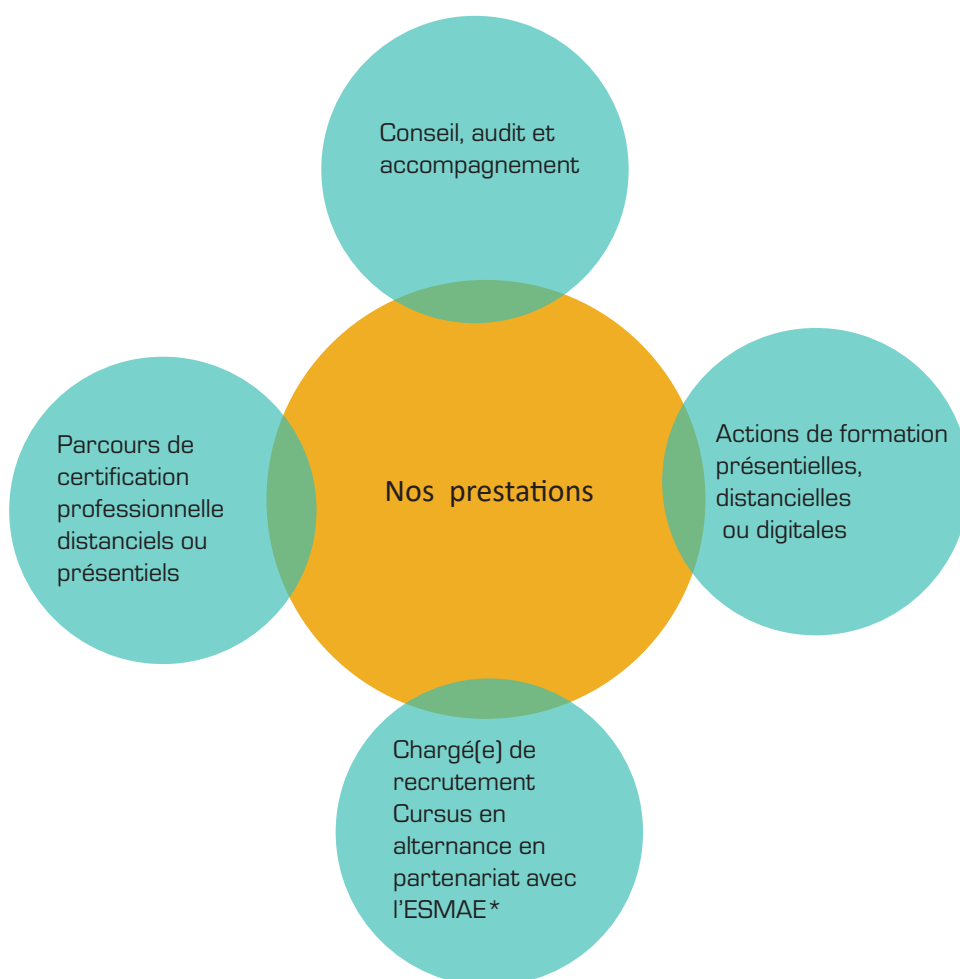 Conseil, audit et
accompagnement
Parcours de
certification
professionnelle
distanciels ou
présentiels
Nos prestations
Actions de formation
présentielles,
distancielles
ou digitales
Chargé(e) de
recrutement
Cursus en
alternance en
partenariat avec
l'ESMAE*